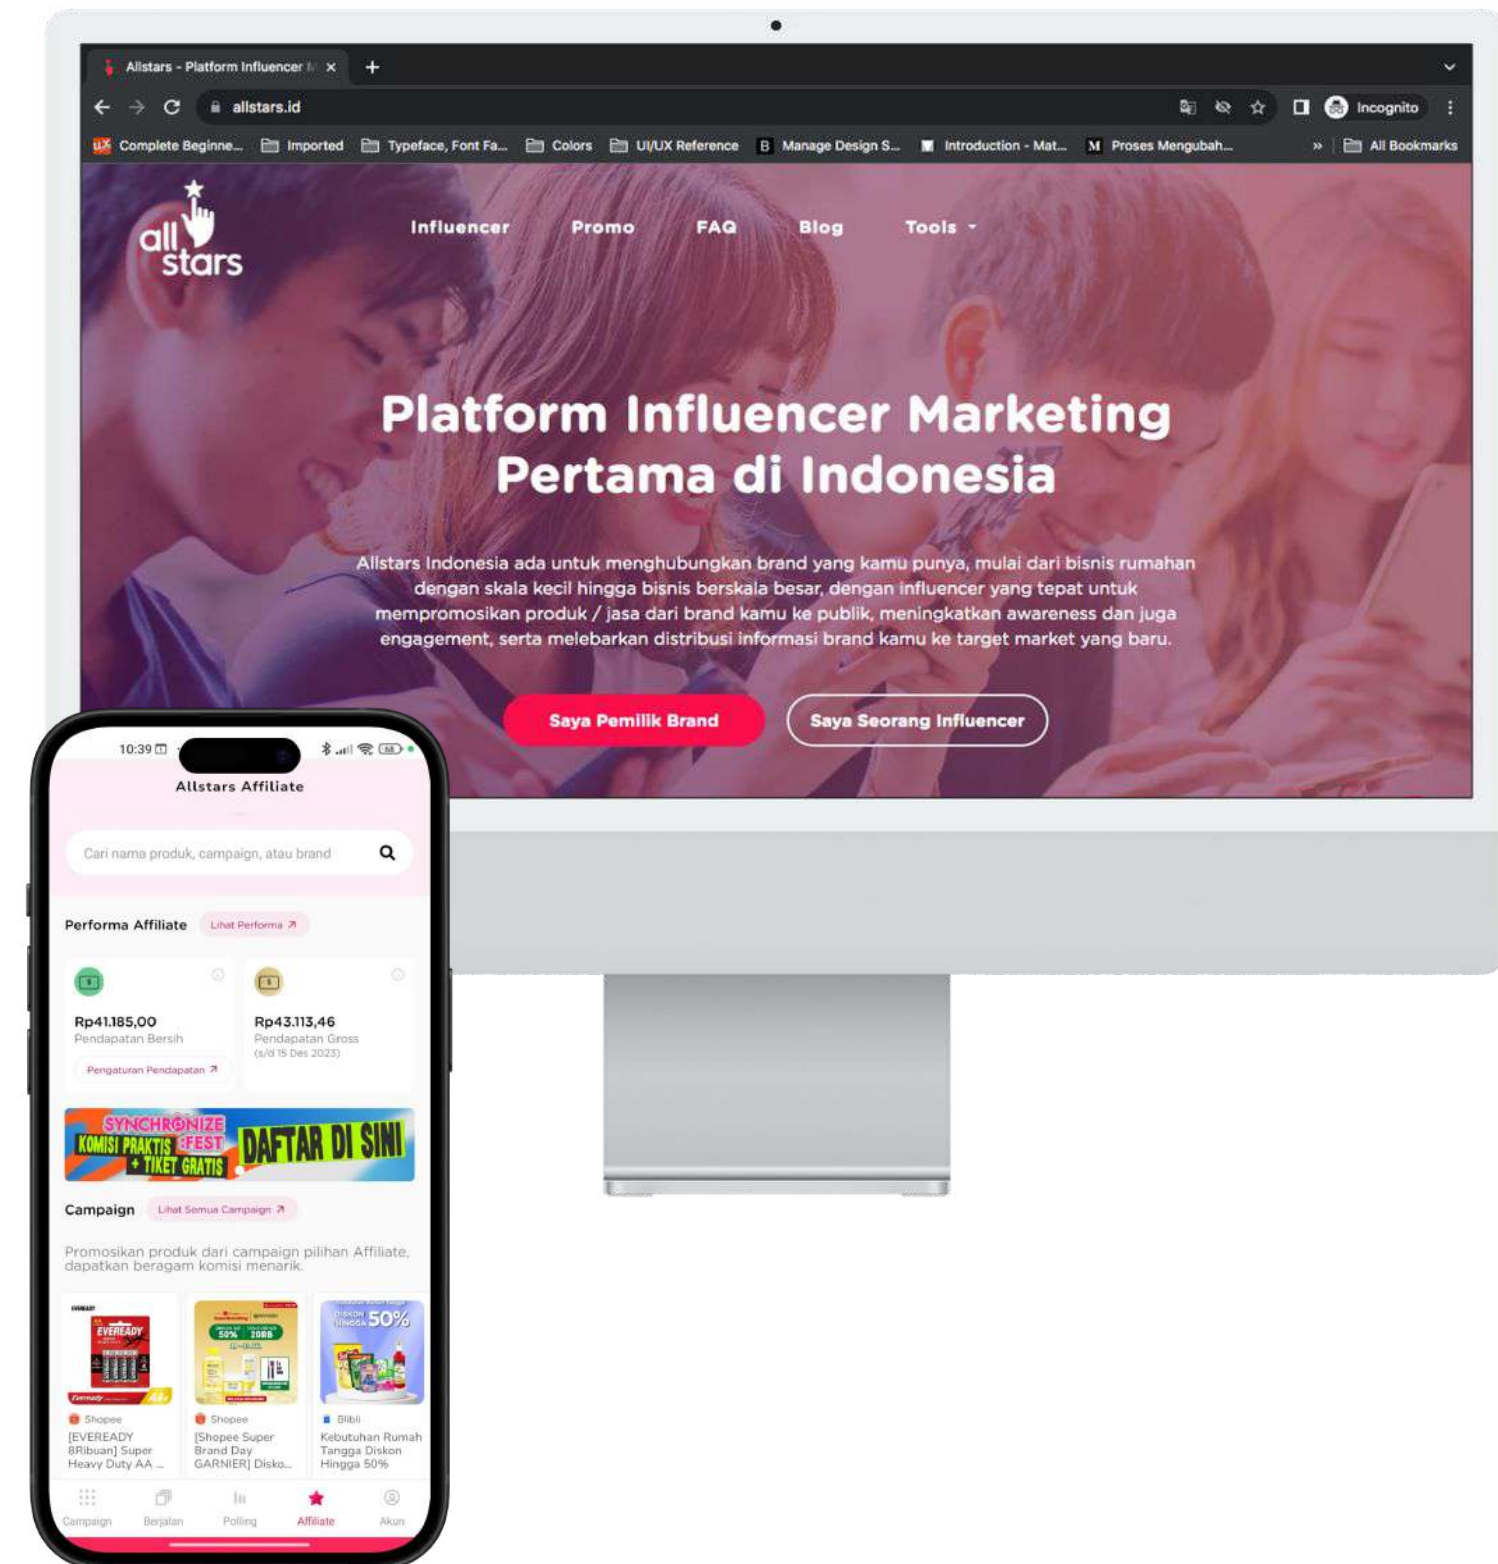 Allstars - Platform Influencer M
allstars.id
Incognito
Complete Beginne...
Imported
Typeface, Font Fa...
Colors
UI/UX Reference
Manage Design S...
Introduction - Mat...
Proses Mengubah...
All Bookmarks
all
stars
Influencer
Promo
FAQ
Blog
Tools
Platform Influencer Marketing
Pertama di Indonesia
Allstars Indonesia ada untuk menghubungkan brand yang kamu punya, mulai dari bisnis rumahan
dengan skala kecil hingga bisnis berskala besar, dengan influencer yang tepat untuk
mempromosikan produk / jasa dari brand kamu ke publik, meningkatkan awareness dan juga
engagement, serta melebarkan distribusi informasi brand kamu ke target market yang baru.
Saya Pemilik Brand
Saya Seorang Influencer
10:39
68
Allstars Affiliate
Cari nama produk, campaign, atau brand
Performa Affiliate
Lihat Performa
Rp41.185,00
Pendapatan Bersih
Pengaturan Pendapatan
Rp43.113,46
Pendapatan Gross
(s/d 15 Des 2023)
SYNCHRONIZE
:FEST
KOMISI PRAKTIS
+ TIKET GRATIS
DAFTAR DI SINI
Campaign
Lihat Semua Campaign
Promosikan produk dari campaign pilihan Affiliate,
dapatkan beragam komisi menarik.
EVEREADY
EVEREADY
50%
DISKON
HINGGA 50%
Shopee
[EVEREADY
8Ribuan] Super
Heavy Duty AA ...
Shopee
[Shopee Super
Brand Day
GARNIER] Disko...
Blibli
Kebutuhan Rumah
Tangga Diskon
Hingga 50%
Campaign
Berjalan
Polling
Affiliate
Akun